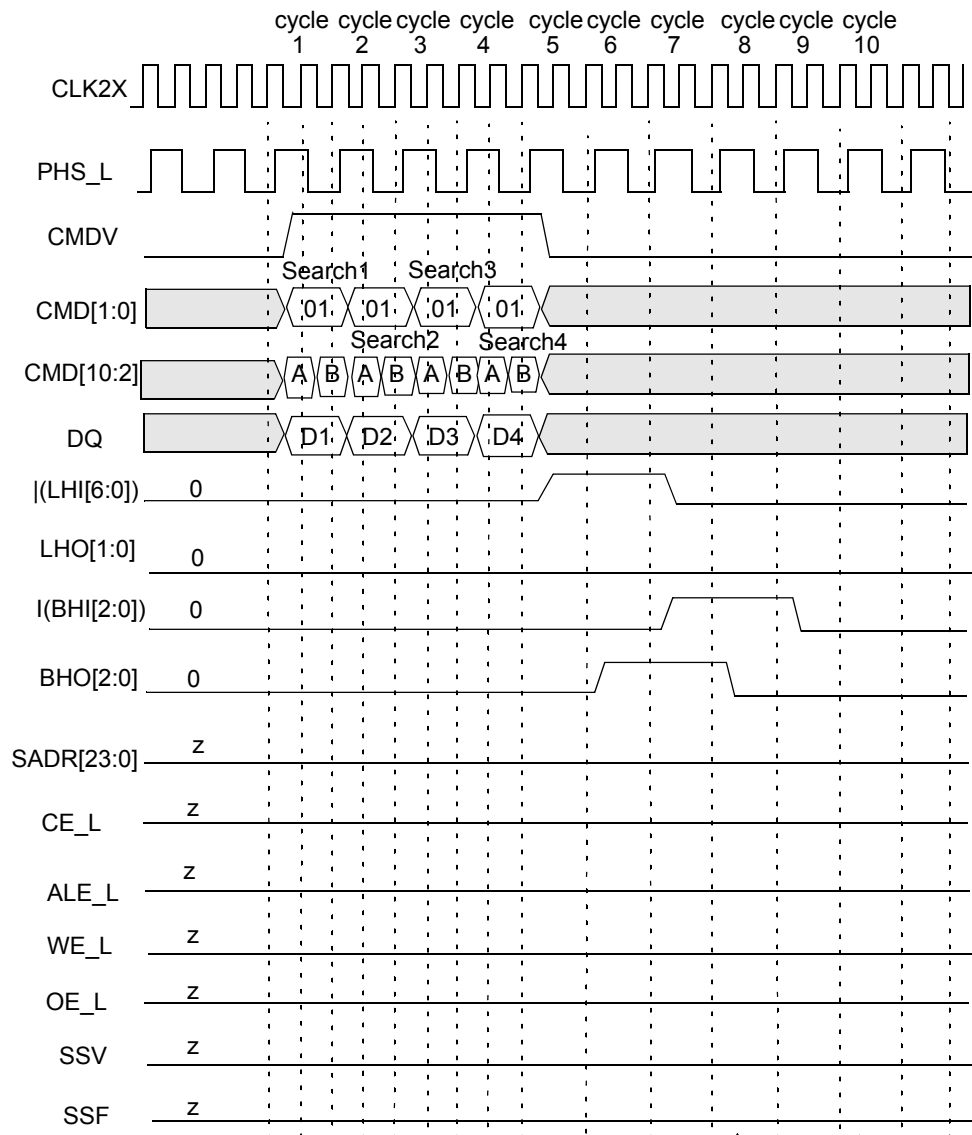 cycle cycle cycle cycle cycle cycle cycle cycle cycle cycle
1 2 3 4 5 6 7 8 9 10
CLK2X
PHS_L
CMDV
Search1 Search3
CMD[1:0] 01 01 01 01
Search2 Search4
CMD[10:2] A B A B A B A B
DQ D1 D2 D3 D4
|(LHI[6:0]) 0
LHO[1:0] 0
I(BHI[2:0]) 0
BHO[2:0] 0
SADR[23:0] z
CE_L z
ALE_L z
WE_L z
OE_L z
SSV z
SSF z